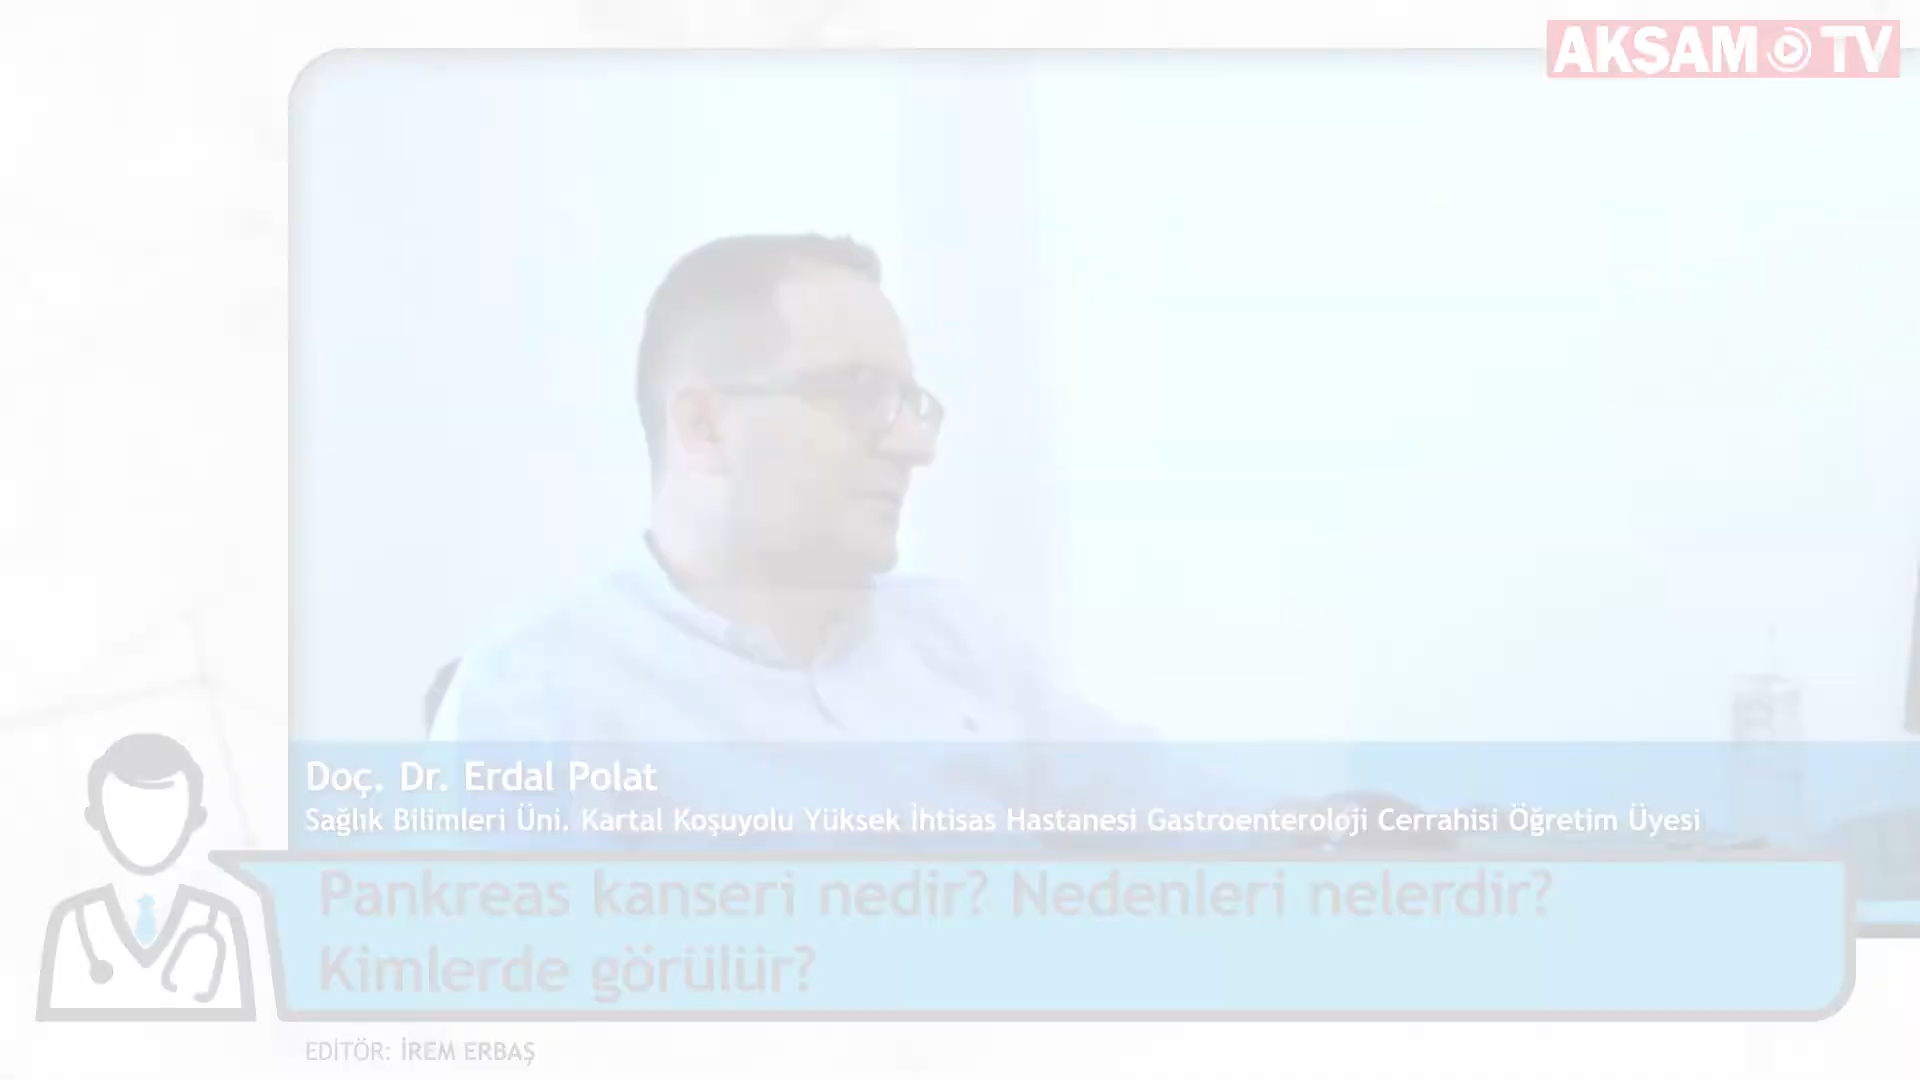 AKSAM TV
Doç. Dr. Erdal Polat
Sağlık Bilimleri Üni. Kartal Koşuyolu Yüksek İhtisas Hastanesi Gastroenteroloji Cerrahisi Öğretim Üyesi
Pankreas kanseri nedir? Nedenleri nelerdir?
Kimlerde görülür?
EDİTÖR: İREM ERBAŞ